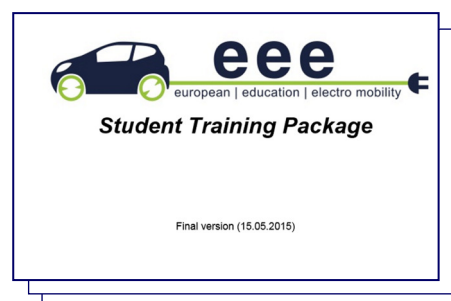 eee
european | education | electro mobility
Student Training Package
Final version (15.05.2015)